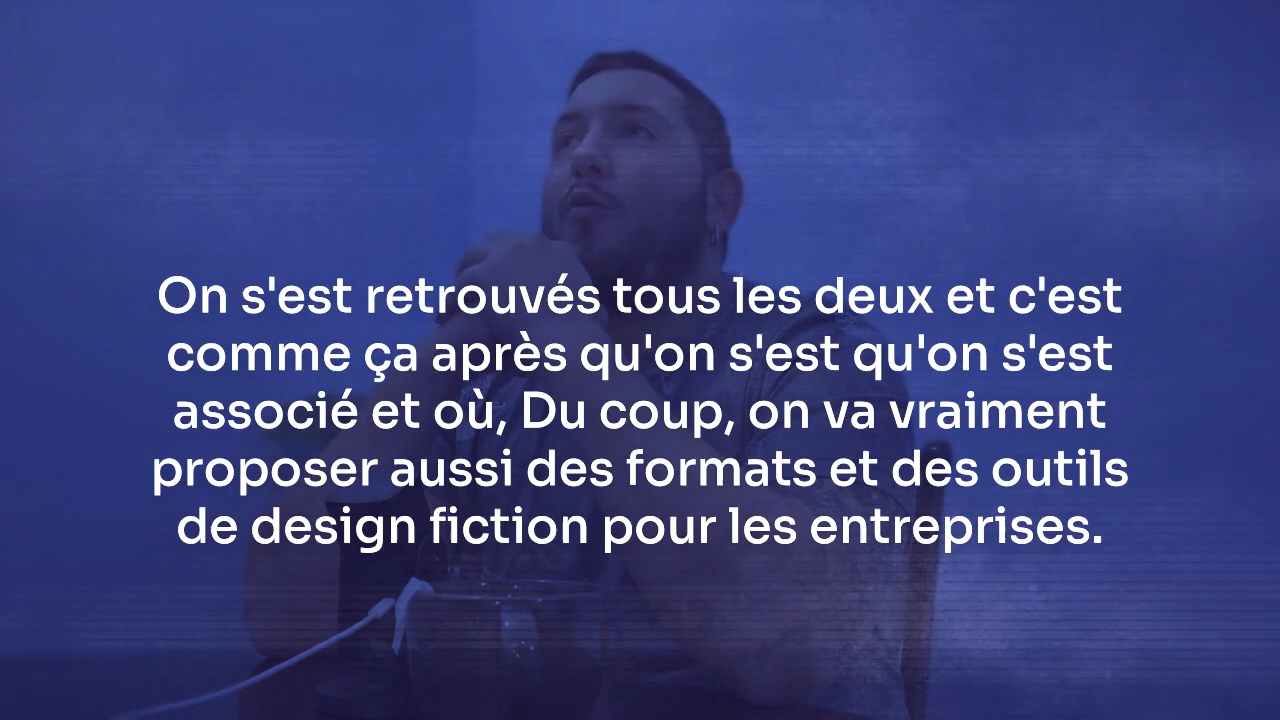 On s'est retrouvés tous les deux et c'est
comme ça après qu'on s'est qu'on s'est
associé et où, Du coup, on va vraiment
proposer aussi des formats et des outils
de design fiction pour les entreprises.